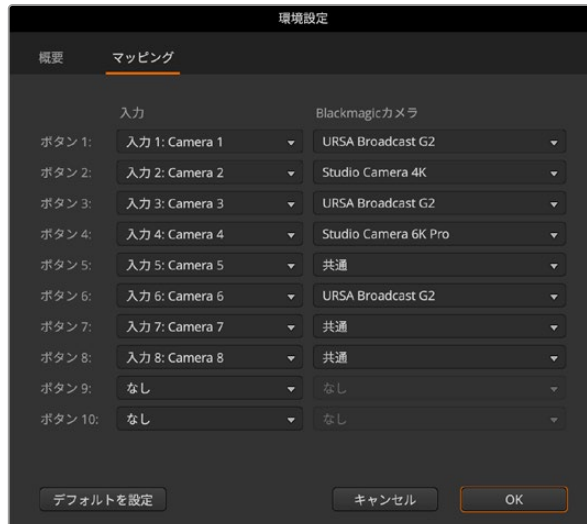 環境設定
概要 マッピング
入力 Blackmagicカメラ
ボタン 1: 入力 1: Camera 1 URSA Broadcast G2
ボタン 2: 入力 2: Camera 2 Studio Camera 4K
ボタン 3: 入力 3: Camera 3 URSA Broadcast G2
ボタン 4: 入力 4: Camera 4 Studio Camera 6K Pro
ボタン 5: 入力 5: Camera 5 共通
ボタン 6: 入力 6: Camera 6 URSA Broadcast G2
ボタン 7: 入力 7: Camera 7 共通
ボタン 8: 入力 8: Camera 8 共通
ボタン 9: なし なし
ボタン 10: なし なし
デフォルトを設定 キャンセル OK